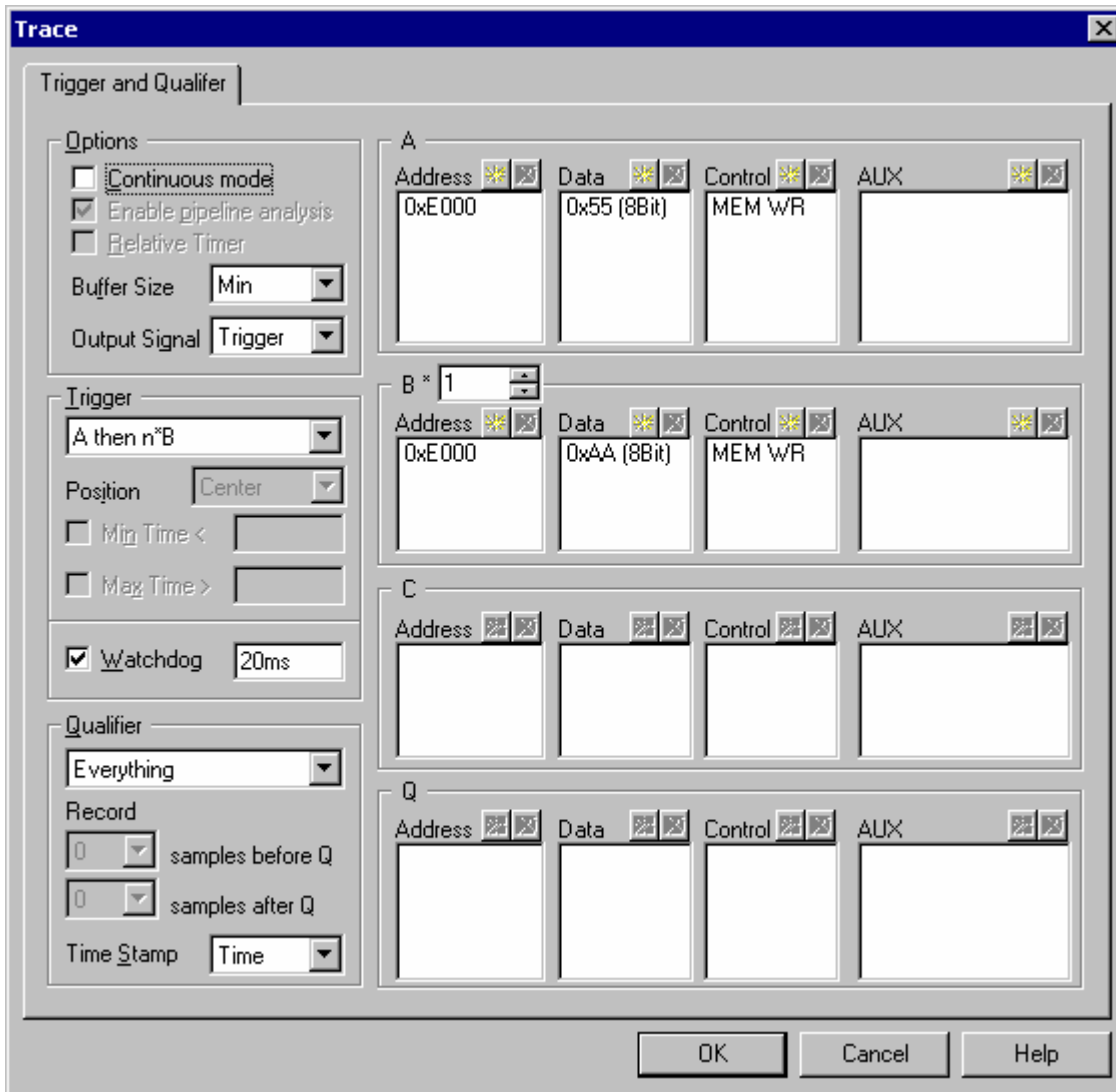 Trace
Trigger and Qualifer
Options
Continuous mode
Enable pipeline analysis
Relative Timer
Buffer Size Min
Output Signal Trigger
Trigger
A then n*B
Position Center
Min Time <
Max Time >
Watchdog 20ms
Qualifier
Everything
Record
0 samples before Q
0 samples after Q
Time Stamp Time
A
Address Data Control AUX
0xE000 0x55 (8Bit) MEM WR
B * 1
Address Data Control AUX
0xE000 0xAA (8Bit) MEM WR
C
Address Data Control AUX
Q
Address Data Control AUX
OK Cancel Help